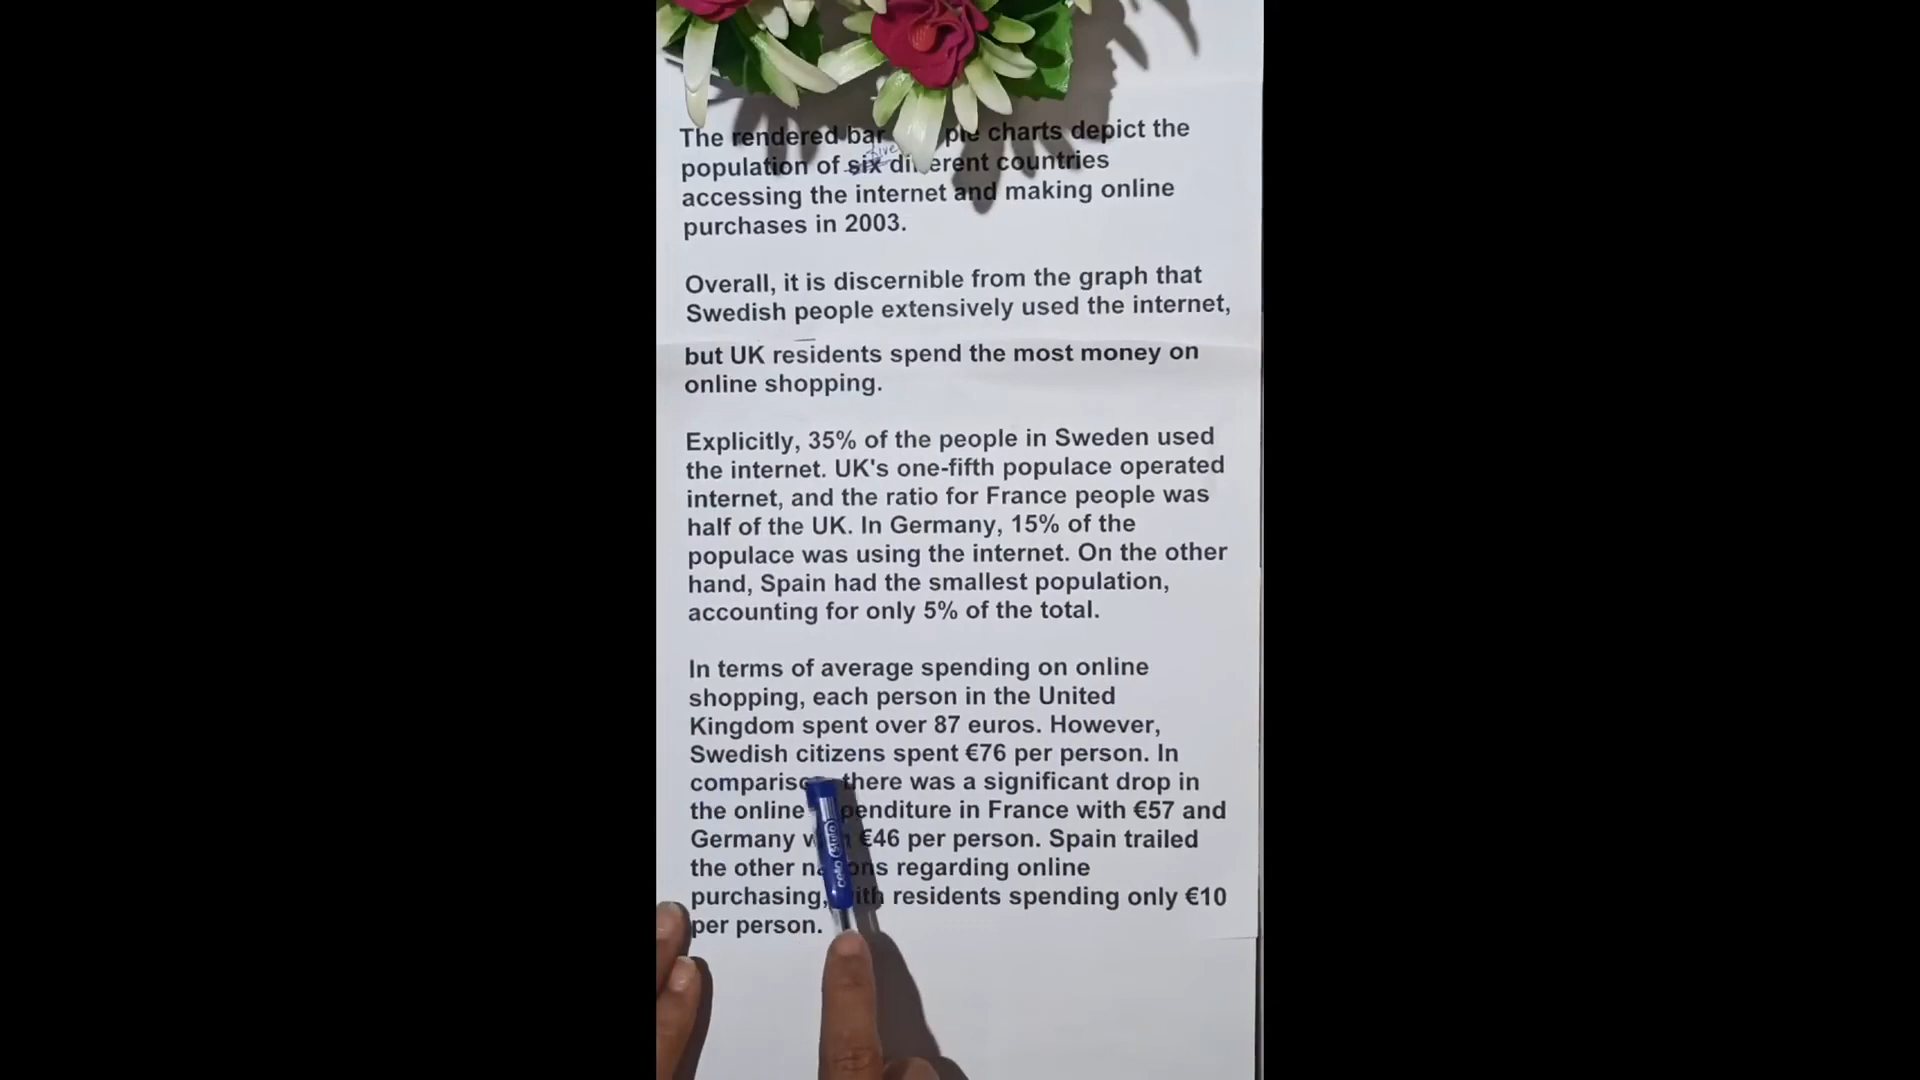 The rendered bar pie charts depict the
population of six five different countries
accessing the internet and making online
purchases in 2003.
Overall, it is discernible from the graph that
Swedish people extensively used the internet,
but UK residents spend the most money on
online shopping.
Explicitly, 35% of the people in Sweden used
the internet. UK's one-fifth populace operated
internet, and the ratio for France people was
half of the UK. In Germany, 15% of the
populace was using the internet. On the other
hand, Spain had the smallest population,
accounting for only 5% of the total.
In terms of average spending on online
shopping, each person in the United
Kingdom spent over 87 euros. However,
Swedish citizens spent €76 per person. In
comparison, there was a significant drop in
the online expenditure in France with €57 and
Germany with €46 per person. Spain trailed
the other nations regarding online
purchasing, with residents spending only €10
per person.
cello